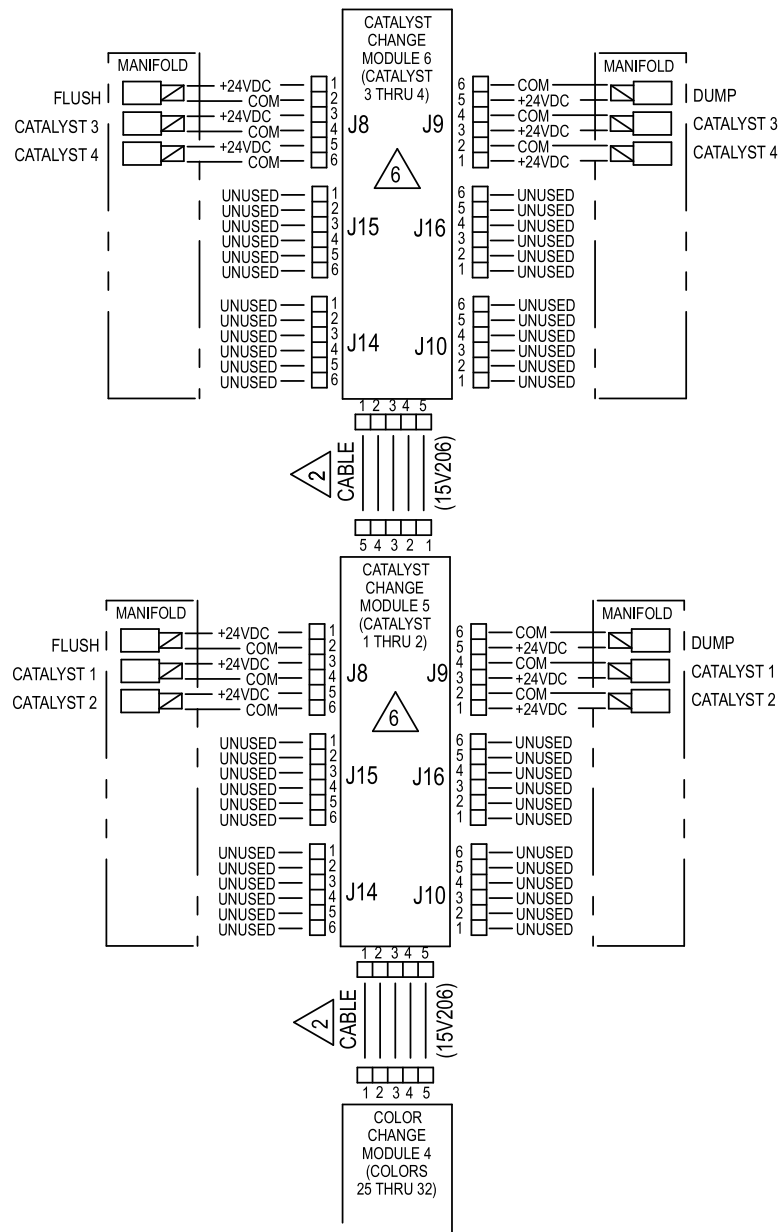 CATALYST
CHANGE
MODULE 6
(CATALYST
3 THRU 4)
MANIFOLD
FLUSH
CATALYST 3
CATALYST 4
+24VDC 1
COM 2
+24VDC 3
COM 4
+24VDC 5
COM 6
J8
J9
6
6 COM
5 +24VDC
4 COM
3 +24VDC
2 COM
1 +24VDC
MANIFOLD
DUMP
CATALYST 3
CATALYST 4
UNUSED 1
UNUSED 2
UNUSED 3
UNUSED 4
UNUSED 5
UNUSED 6
J15
J16
6 UNUSED
5 UNUSED
4 UNUSED
3 UNUSED
2 UNUSED
1 UNUSED
UNUSED 1
UNUSED 2
UNUSED 3
UNUSED 4
UNUSED 5
UNUSED 6
J14
J10
6 UNUSED
5 UNUSED
4 UNUSED
3 UNUSED
2 UNUSED
1 UNUSED
1 2 3 4 5
2
CABLE
(15V206)
5 4 3 2 1
CATALYST
CHANGE
MODULE 5
(CATALYST
1 THRU 2)
MANIFOLD
FLUSH
CATALYST 1
CATALYST 2
+24VDC 1
COM 2
+24VDC 3
COM 4
+24VDC 5
COM 6
J8
J9
6
6 COM
5 +24VDC
4 COM
3 +24VDC
2 COM
1 +24VDC
MANIFOLD
DUMP
CATALYST 1
CATALYST 2
UNUSED 1
UNUSED 2
UNUSED 3
UNUSED 4
UNUSED 5
UNUSED 6
J15
J16
6 UNUSED
5 UNUSED
4 UNUSED
3 UNUSED
2 UNUSED
1 UNUSED
UNUSED 1
UNUSED 2
UNUSED 3
UNUSED 4
UNUSED 5
UNUSED 6
J14
J10
6 UNUSED
5 UNUSED
4 UNUSED
3 UNUSED
2 UNUSED
1 UNUSED
1 2 3 4 5
2
CABLE
(15V206)
1 2 3 4 5
COLOR
CHANGE
MODULE 4
(COLORS
25 THRU 32)